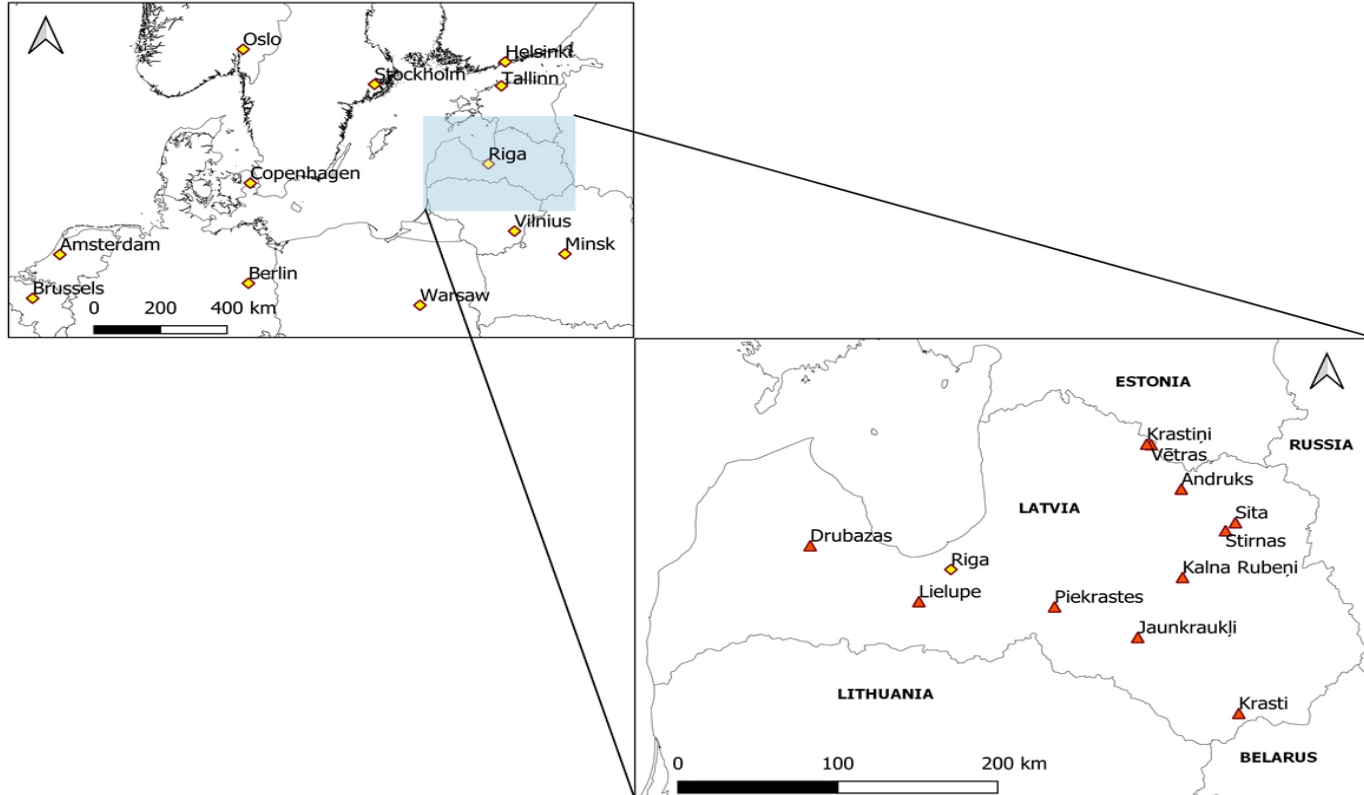 Oslo
Helsinki
Stockholm
Tallinn
Riga
Copenhagen
Vilnius
Amsterdam
Minsk
Berlin
Brussels
Warsaw
0 200 400 km
ESTONIA
Krastiņi
RUSSIA
Vētras
Andruks
LATVIA
Sita
Drubazas
Stirnas
Riga
Kalna Rubeņi
Lielupe
Piekrastes
Jaunkraukļi
LITHUANIA
Krasti
BELARUS
0 100 200 km